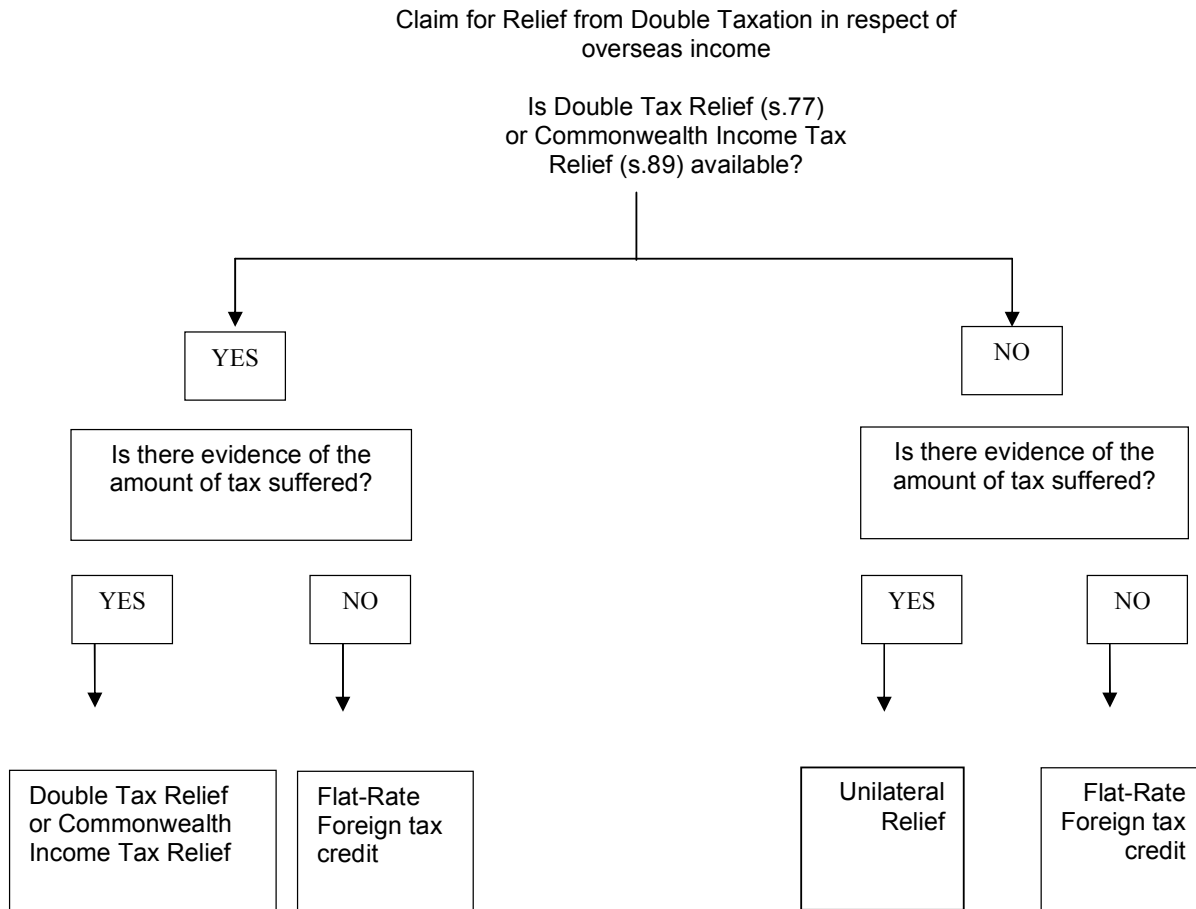 Claim for Relief from Double Taxation in respect of
overseas income
Is Double Tax Relief (s.77)
or Commonwealth Income Tax
Relief (s.89) available?
YES
NO
Is there evidence of the
amount of tax suffered?
Is there evidence of the
amount of tax suffered?
YES
NO
YES
NO
Double Tax Relief
or Commonwealth
Income Tax Relief
Flat-Rate
Foreign tax
credit
Unilateral
Relief
Flat-Rate
Foreign tax
credit